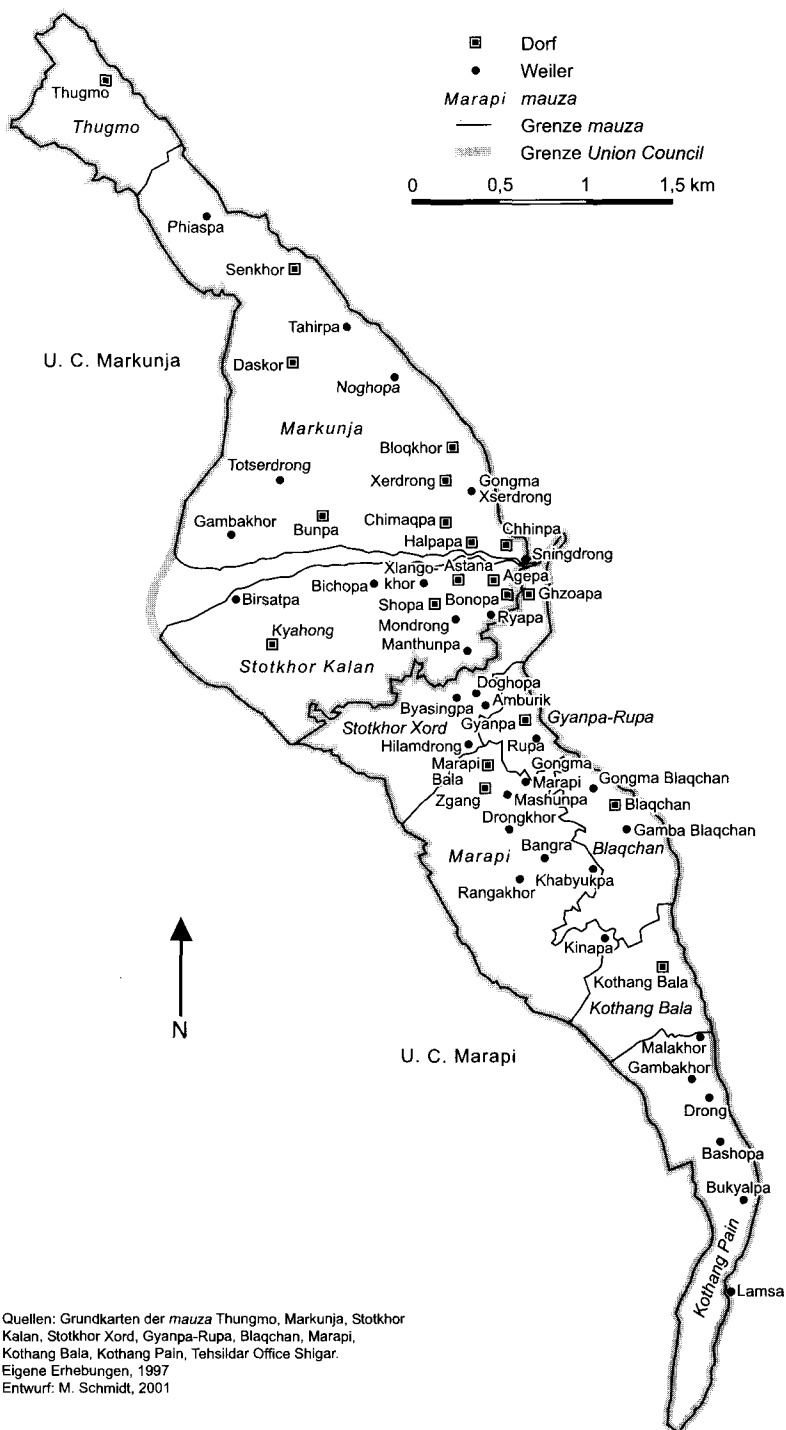 Dorf
Weiler
Marapi mauza
Grenze mauza
Grenze Union Council
0 0,5 1 1,5 km
Thugmo
Thugmo
Phiaspa
Senkhor
Tahirpa
U. C. Markunja
Daskor
Noghopa
Markunja
Bloqkhor
Totserdrong
Xerdrong
Gongma
Xserdrong
Gambakhor
Bunpa
Chimaqpa
Chhinpa
Halpapa
Sningdrong
Xlango-
khor
Astana
Agepa
Bichopa
Birsatpa
Shopa
Bonopa
Ghzoapa
Kyahong
Mondrong
Ryapa
Manthunpa
Stotkhor Kalan
Doghopa
Byasingpa
Amburik
Stotkhor Xord
Gyanpa
Gyanpa-Rupa
Hilamdrong
Rupa
Marapi
Bala
Gongma
Marapi
Gongma Blaqchan
Zgang
Mashunpa
Blaqchan
Drongkhor
Gamba Blaqchan
Marapi
Bangra
Blaqchan
Rangakhor
Khabyukpa
Kinapa
Kothang Bala
Kothang Bala
N
U. C. Marapi
Malakhor
Gambakhor
Drong
Bashopa
Bukyalpa
Kothang Pain
Lamsa
Quellen: Grundkarten der mauza Thungmo, Markunja, Stotkhor
Kalan, Stotkhor Xord, Gyanpa-Rupa, Blaqchan, Marapi,
Kothang Bala, Kothang Pain, Tehsildar Office Shigar.
Eigene Erhebungen, 1997
Entwurf: M. Schmidt, 2001